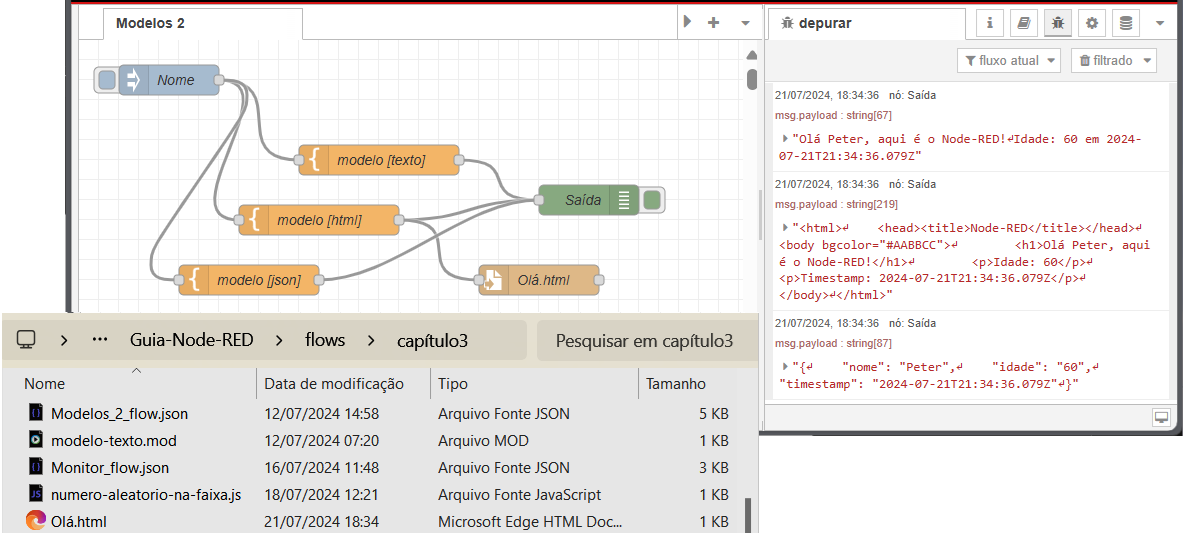 Modelos 2
Nome
modelo [texto]
modelo [html]
modelo [json]
Saída
Olá.html
depurar
fluxo atual
filtrado
21/07/2024, 18:34:36 nó: Saída
msg.payload : string[67]
"Olá Peter, aqui é o Node-RED!↵Idade: 60 em 2024-
07-21T21:34:36.079Z"
21/07/2024, 18:34:36 nó: Saída
msg.payload : string[219]
"<html>↵ <head><title>Node-RED</title></head>↵
<body bgcolor="#AABBCC">↵ <h1>Olá Peter, aqui
é o Node-RED!</h1>↵ <p>Idade: 60</p>↵
<p>Timestamp: 2024-07-21T21:34:36.079Z</p>↵
</body>↵</html>"
21/07/2024, 18:34:36 nó: Saída
msg.payload : string[87]
"{↵ "nome": "Peter",↵ "idade": "60",↵
"timestamp": "2024-07-21T21:34:36.079Z"↵}"
Guia-Node-RED > flows > capítulo3
Pesquisar em capítulo3
Nome Data de modificação Tipo Tamanho
Modelos_2_flow.json 12/07/2024 14:58 Arquivo Fonte JSON 5 KB
modelo-texto.mod 12/07/2024 07:20 Arquivo MOD 1 KB
Monitor_flow.json 16/07/2024 11:48 Arquivo Fonte JSON 3 KB
JS numero-aleatorio-na-faixa.js 18/07/2024 12:21 Arquivo Fonte JavaScript 1 KB
Olá.html 21/07/2024 18:34 Microsoft Edge HTML Doc... 1 KB